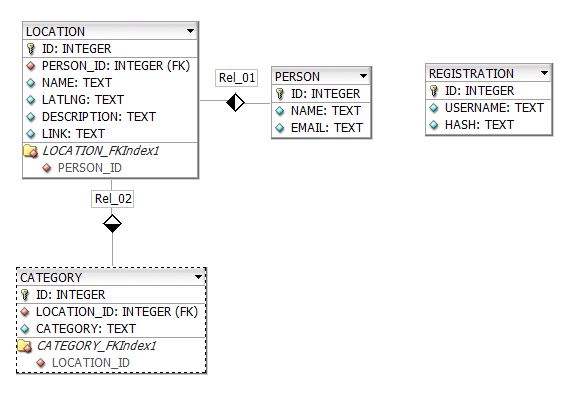 LOCATION
ID: INTEGER
PERSON_ID: INTEGER (FK)
NAME: TEXT
LATLNG: TEXT
DESCRIPTION: TEXT
LINK: TEXT
LOCATION_FKIndex1
PERSON_ID
Rel_01
PERSON
ID: INTEGER
NAME: TEXT
EMAIL: TEXT
REGISTRATION
ID: INTEGER
USERNAME: TEXT
HASH: TEXT
Rel_02
CATEGORY
ID: INTEGER
LOCATION_ID: INTEGER (FK)
CATEGORY: TEXT
CATEGORY_FKIndex1
LOCATION_ID